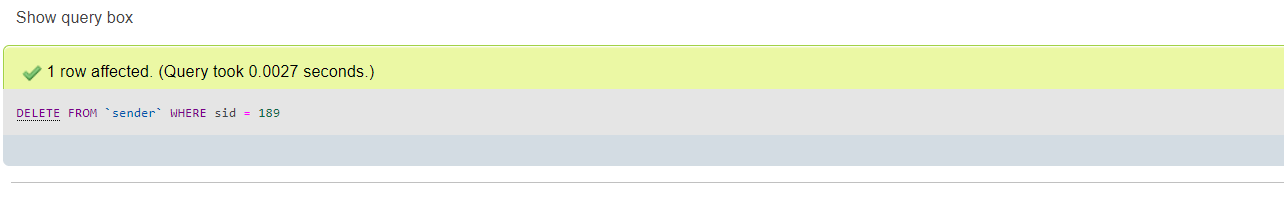 Show query box
1 row affected. (Query took 0.0027 seconds.)
DELETE FROM `sender` WHERE sid = 189